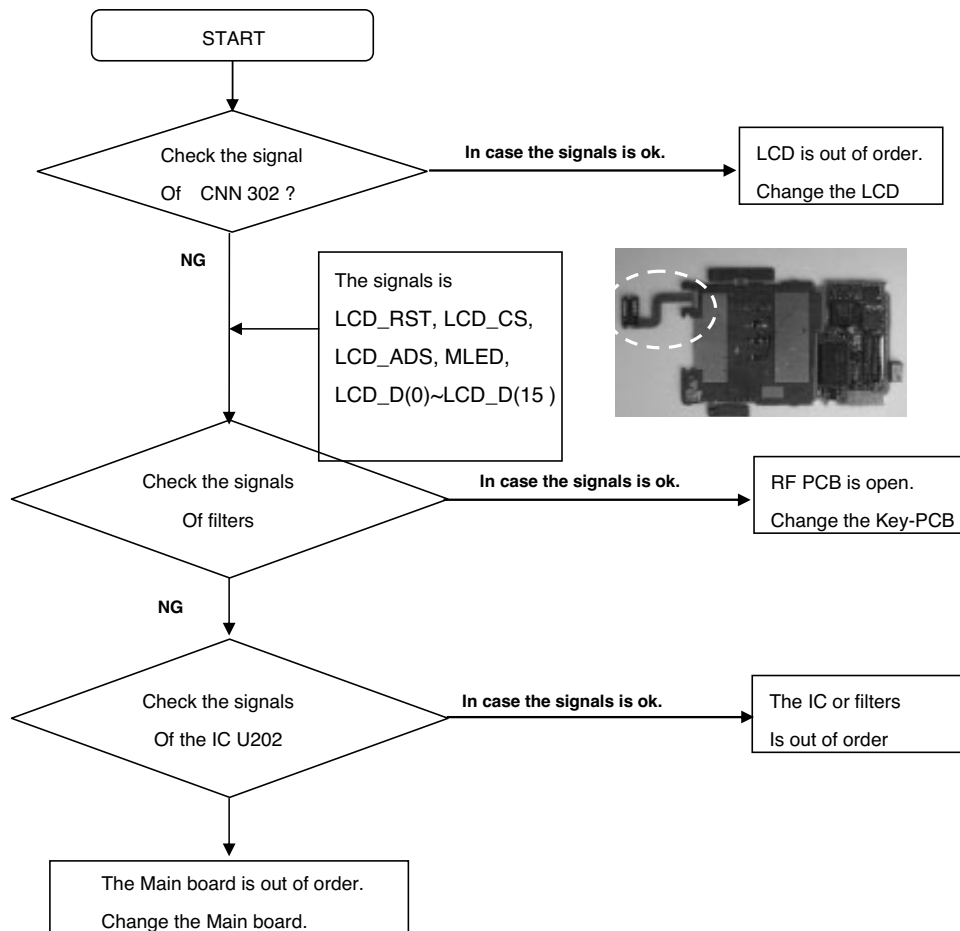 START
Check the signal
Of CNN 302 ?
In case the signals is ok.
LCD is out of order.
Change the LCD
NG
The signals is
LCD_RST, LCD_CS,
LCD_ADS, MLED,
LCD_D(0)~LCD_D(15 )
Check the signals
Of filters
In case the signals is ok.
RF PCB is open.
Change the Key-PCB
NG
Check the signals
Of the IC U202
In case the signals is ok.
The IC or filters
Is out of order
The Main board is out of order.
Change the Main board.